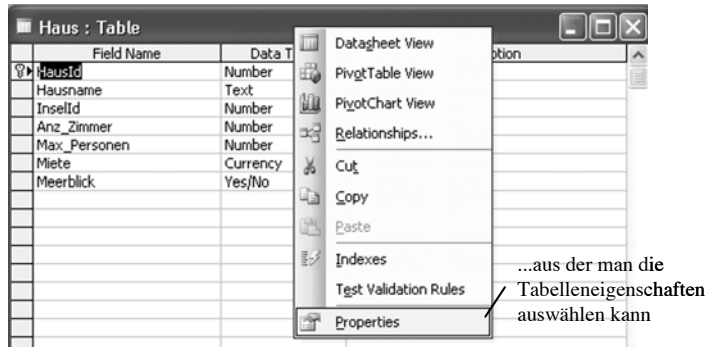 Haus : Table
Field Name Data T ption
HausId Number
Hausname Text
InselId Number
Anz_Zimmer Number
Max_Personen Number
Miete Currency
Meerblick Yes/No
Datasheet View
PivotTable View
PivotChart View
Relationships...
Cut
Copy
Paste
Indexes
Test Validation Rules
Properties
...aus der man die
Tabelleneigenschaften
auswählen kann